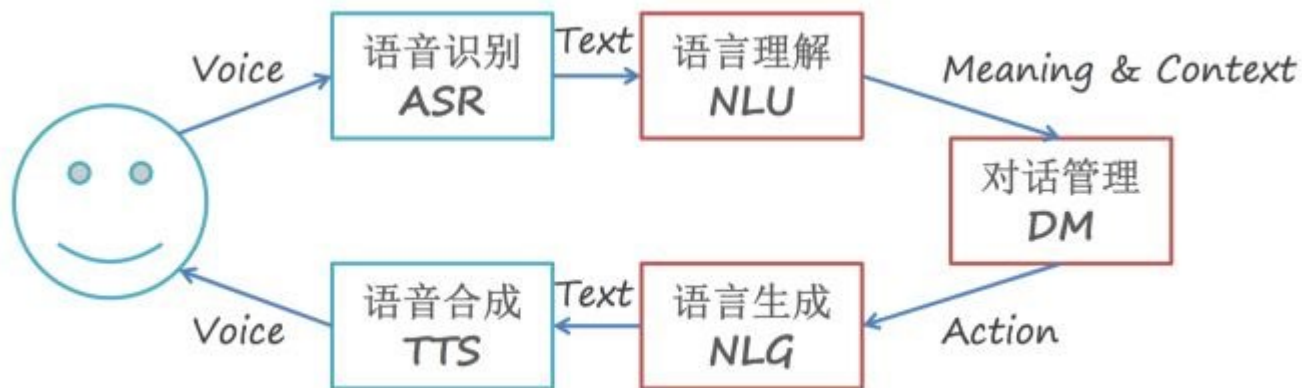 Voice
语音识别
ASR
Text
语言理解
NLU
Meaning & Context
对话管理
DM
Action
语言生成
NLG
Text
语音合成
TTS
Voice